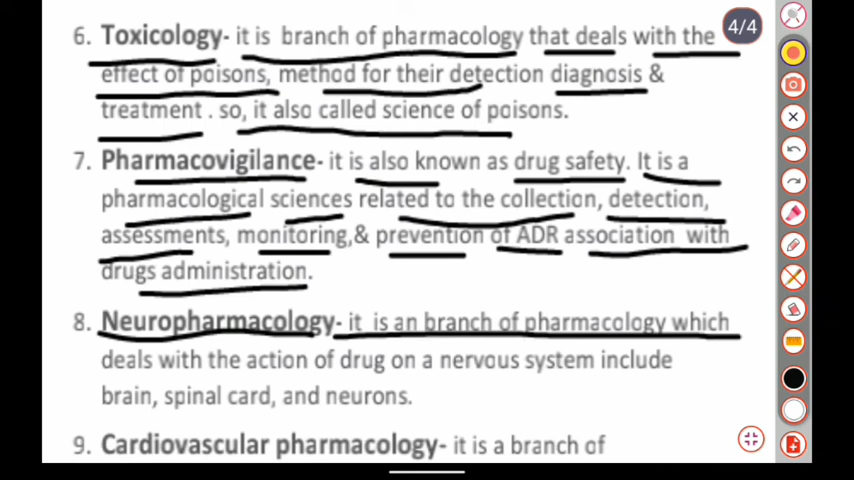 4/4
6. Toxicology- it is branch of pharmacology that deals with the
effect of poisons, method for their detection diagnosis &
treatment . so, it also called science of poisons.
7. Pharmacovigilance- it is also known as drug safety. It is a
pharmacological sciences related to the collection, detection,
assessments, monitoring,& prevention of ADR association with
drugs administration.
8. Neuropharmacology- it is an branch of pharmacology which
deals with the action of drug on a nervous system include
brain, spinal card, and neurons.
9. Cardiovascular pharmacology- it is a branch of